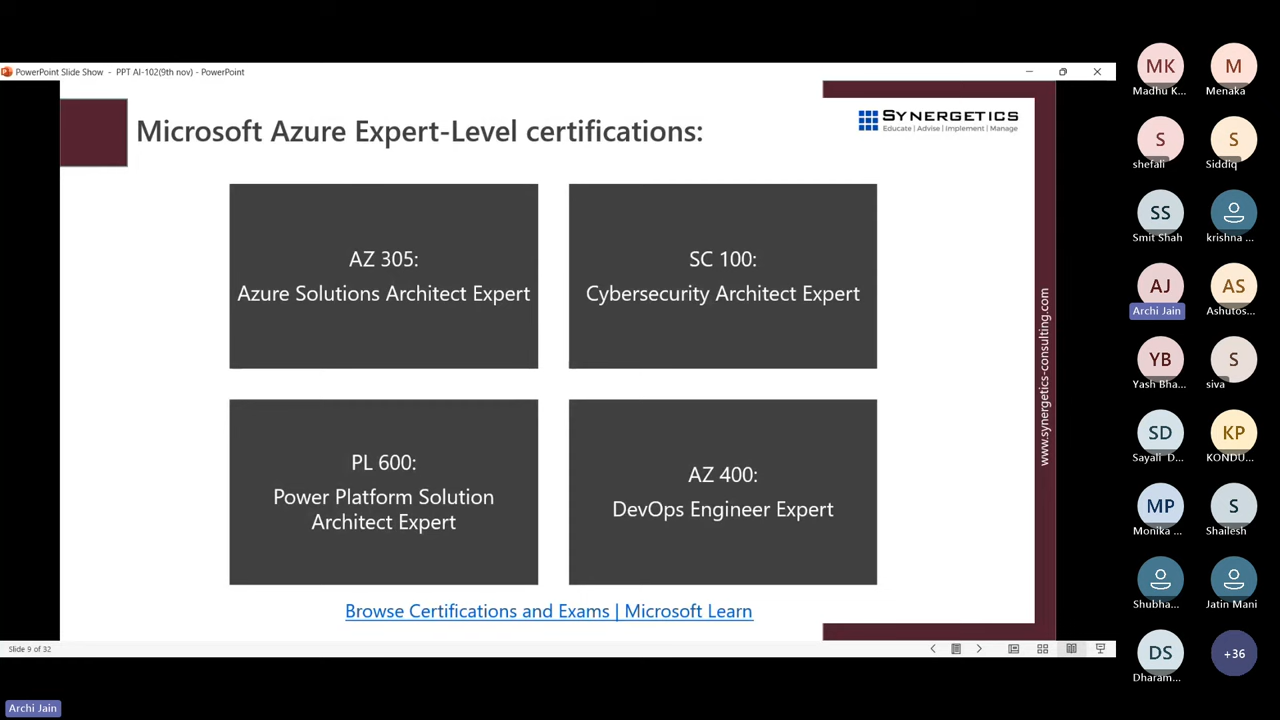 PowerPoint Slide Show - PPT AI-102(9th nov) - PowerPoint
Microsoft Azure Expert-Level certifications:
SYNERGETICS
Educate | Advise | Implement | Manage
AZ 305:
Azure Solutions Architect Expert
SC 100:
Cybersecurity Architect Expert
PL 600:
Power Platform Solution
Architect Expert
AZ 400:
DevOps Engineer Expert
Browse Certifications and Exams | Microsoft Learn
www.synergetics-consulting.com
Slide 9 of 32
Archi Jain
MK
Madhu K...
M
Menaka
S
shefali
S
Siddiq
SS
Smit Shah
krishna ...
AJ
Archi Jain
AS
Ashutos...
YB
Yash Bha...
S
siva
SD
Sayali D...
KP
KONDU...
MP
Monika ...
S
Shailesh
Shubha...
Jatin Mani
DS
Dharam...
+36